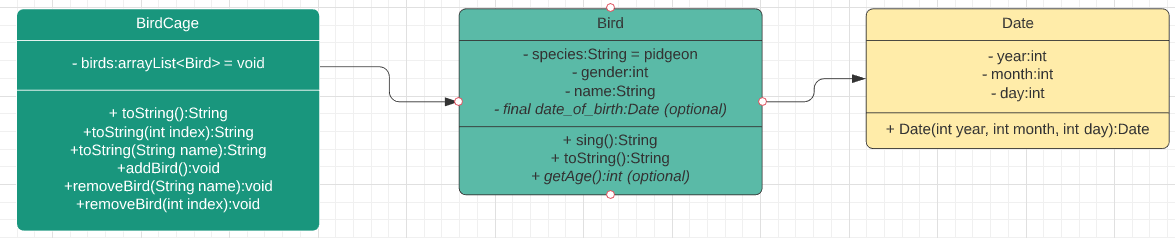 BirdCage
- birds:arrayList<Bird> = void
+ toString():String
+toString(int index):String
+toString(String name):String
+addBird():void
+removeBird(String name):void
+removeBird(int index):void
Bird
- species:String = pidgeon
- gender:int
- name:String
- final date_of_birth:Date (optional)
+ sing():String
+ toString():String
+ getAge():int (optional)
Date
- year:int
- month:int
- day:int
+ Date(int year, int month, int day):Date